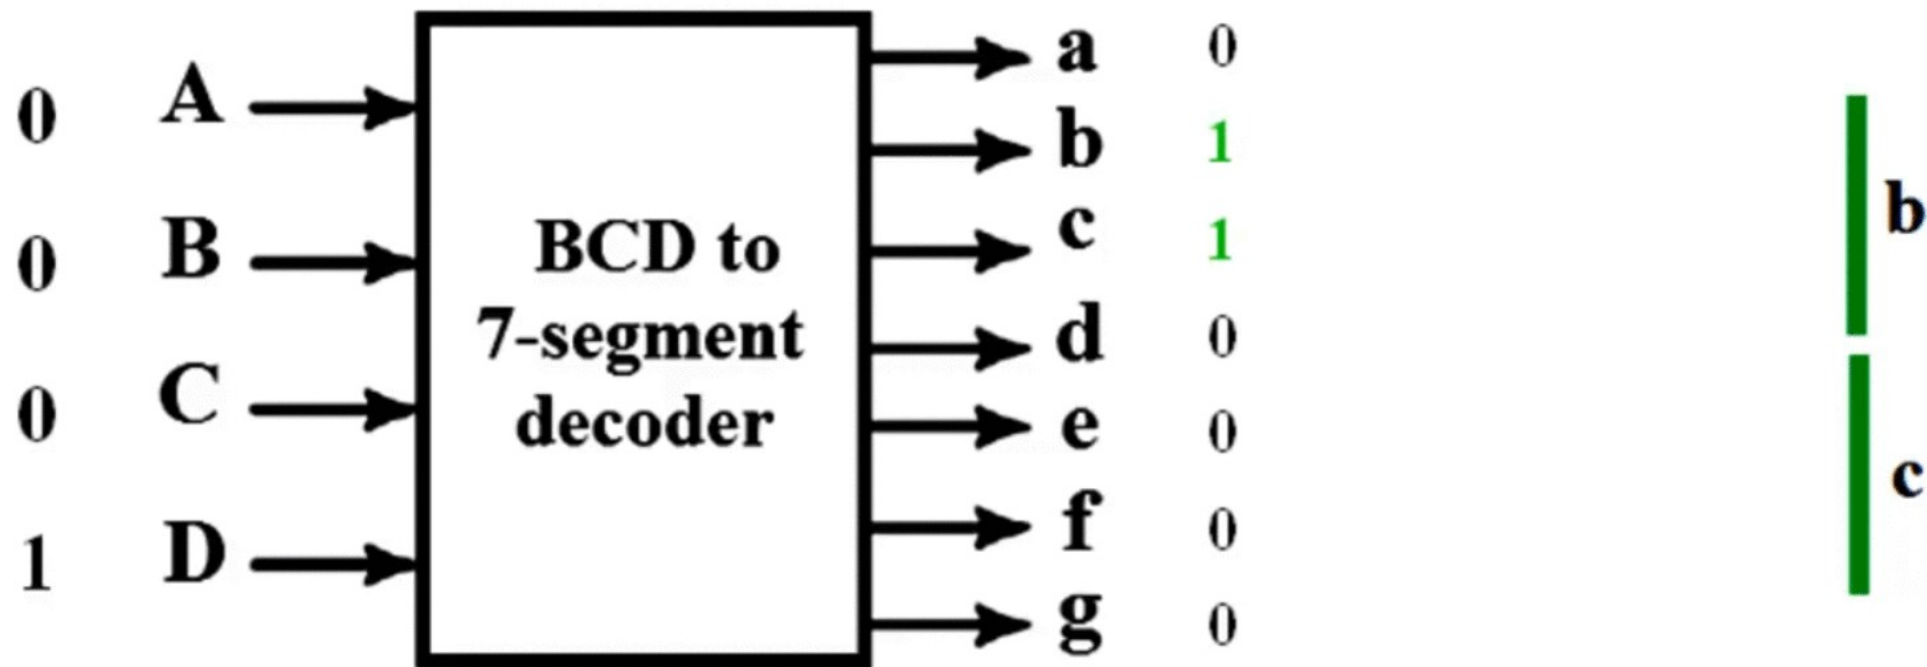 a 0
0 A
b 1
b
c 1
0 B
BCD to
7-segment
decoder
d 0
0 C
e 0
c
f 0
1 D
g 0